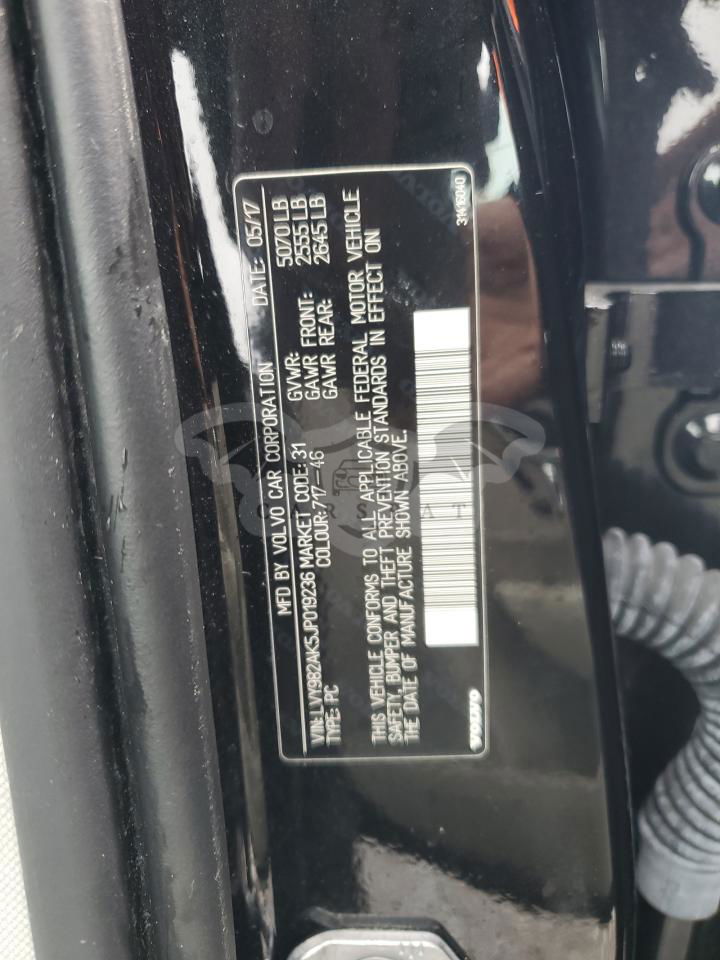 MFD BY VOLVO CAR CORPORATION DATE: 05/17
VIN: LVY982AK5JP019236 MARKET CODE: 31 GVWR: 5070 LB
TYPE: PC COLOUR: 717-46 GAWR FRONT: 2555 LB
GAWR REAR: 2645 LB
THIS VEHICLE CONFORMS TO ALL APPLICABLE FEDERAL MOTOR VEHICLE
SAFETY, BUMPER AND THEFT PREVENTION STANDARDS IN EFFECT ON
THE DATE OF MANUFACTURE SHOWN ABOVE.
VOLVO 31416040